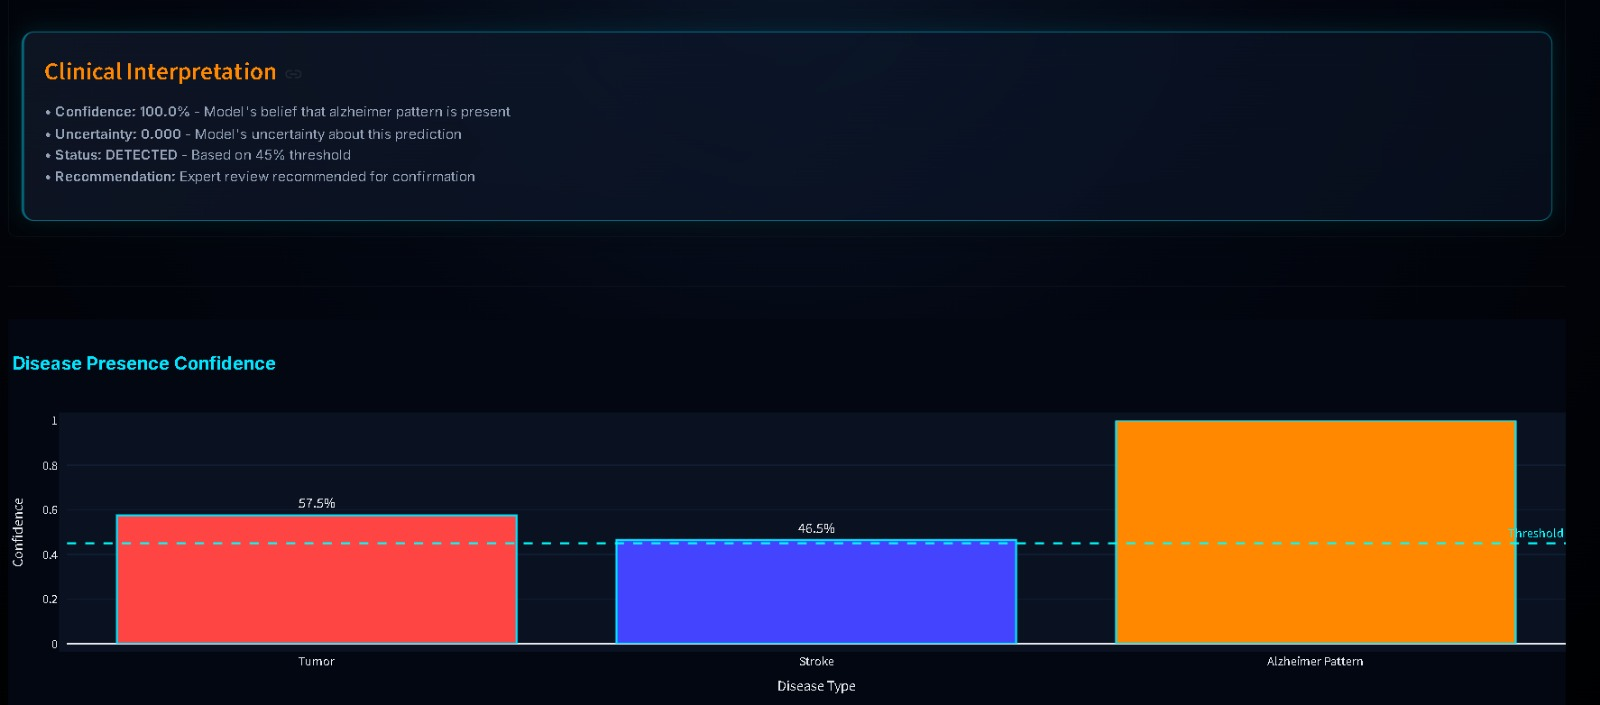 Clinical Interpretation
• Confidence: 100.0% - Model's belief that alzheimer pattern is present
• Uncertainty: 0.000 - Model's uncertainty about this prediction
• Status: DETECTED - Based on 45% threshold
• Recommendation: Expert review recommended for confirmation
Disease Presence Confidence
1
0.8
0.6
0.4
0.2
0
Confidence
57.5%
46.5%
Threshold
Tumor
Stroke
Alzheimer Pattern
Disease Type